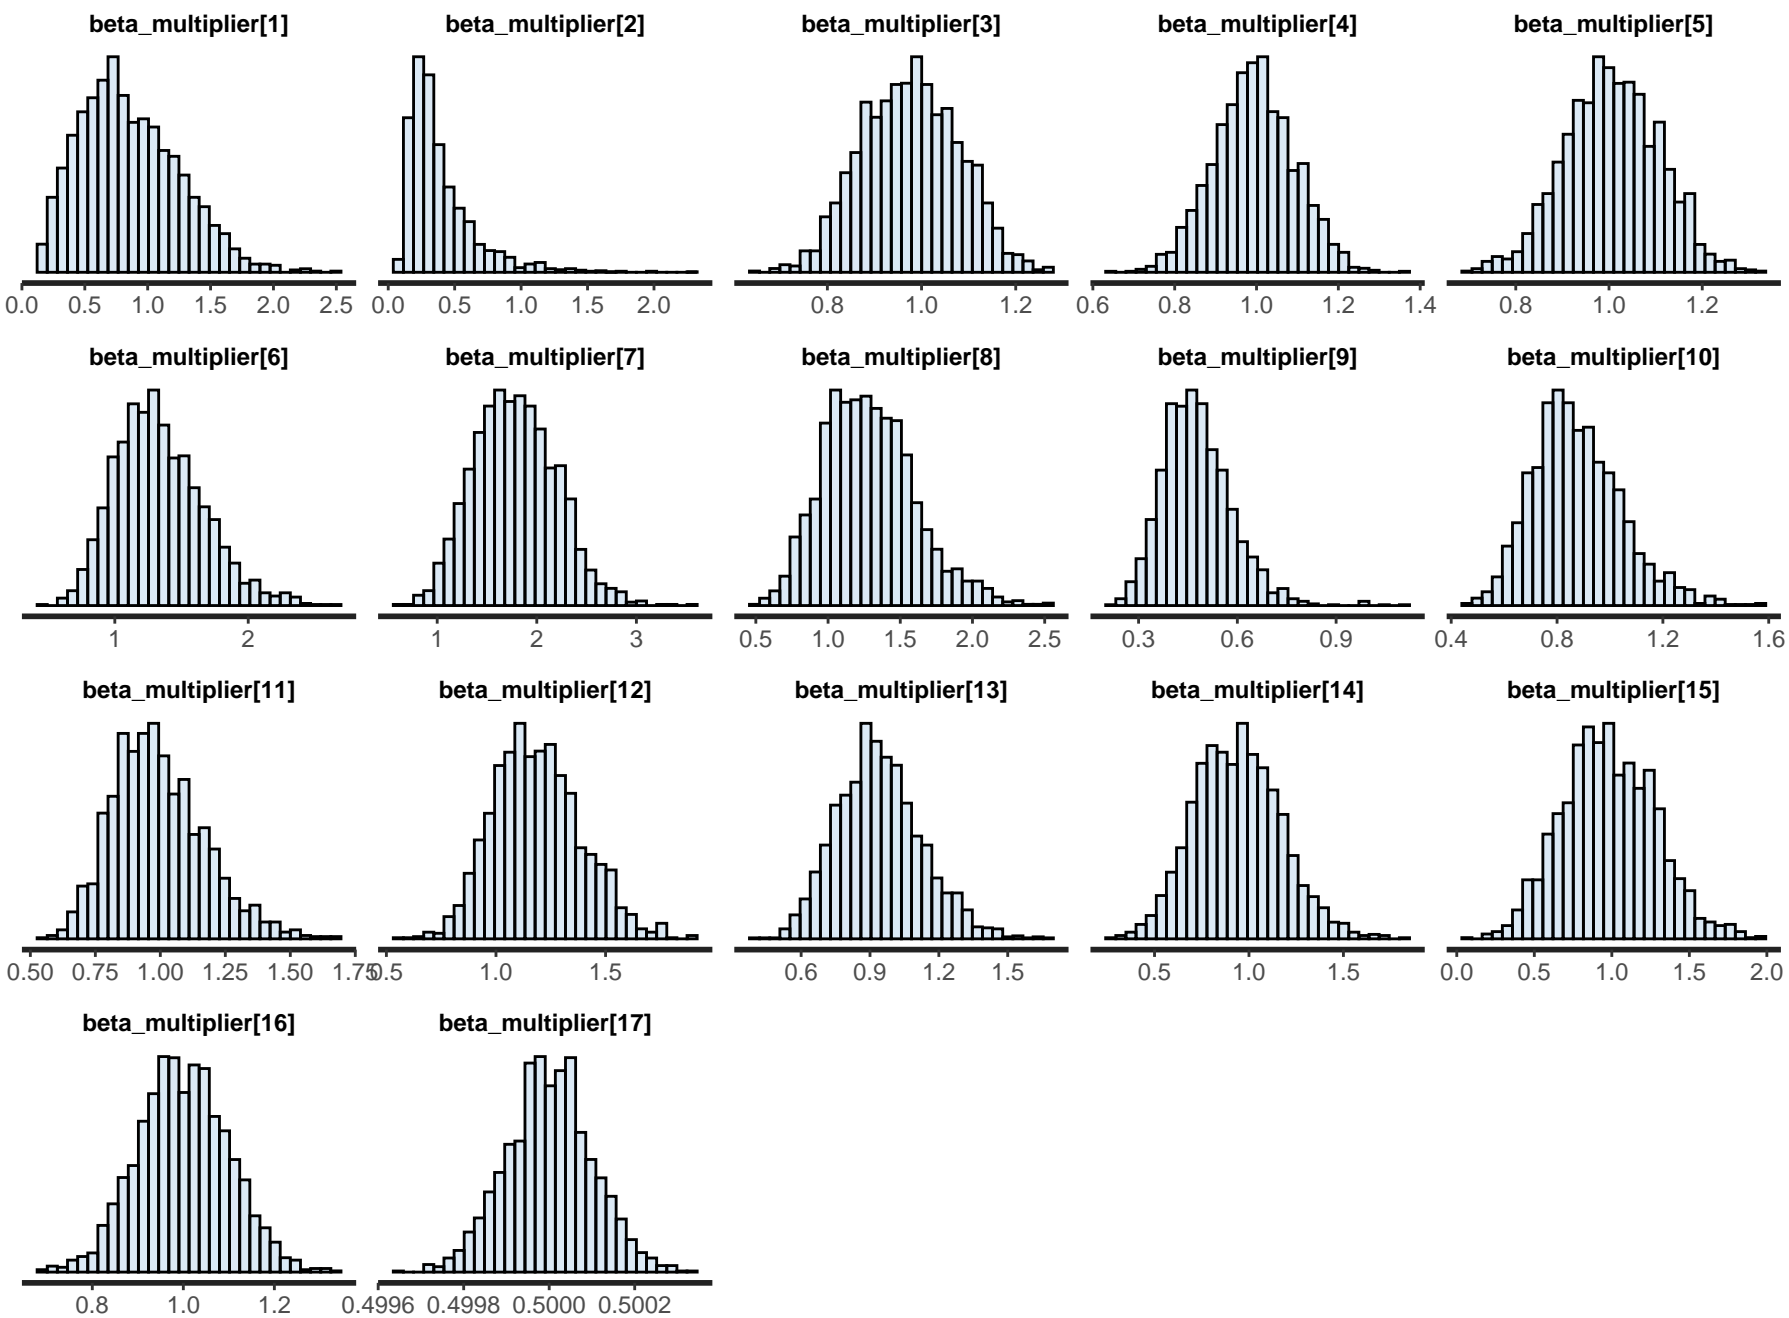 beta_multiplier[1] beta_multiplier[2] beta_multiplier[3] beta_multiplier[4] beta_multiplier[5]
0.0 0.5 1.0 1.5 2.0 2.5 0.0 0.5 1.0 1.5 2.0 0.8 1.0 1.2 0.6 0.8 1.0 1.2 1.4 0.8 1.0 1.2
beta_multiplier[6] beta_multiplier[7] beta_multiplier[8] beta_multiplier[9] beta_multiplier[10]
1 2 1 2 3 0.5 1.0 1.5 2.0 2.5 0.3 0.6 0.9 0.4 0.8 1.2 1.6
beta_multiplier[11] beta_multiplier[12] beta_multiplier[13] beta_multiplier[14] beta_multiplier[15]
0.50 0.75 1.00 1.25 1.50 1.75 0.5 1.0 1.5 0.6 0.9 1.2 1.5 0.5 1.0 1.5 0.0 0.5 1.0 1.5 2.0
beta_multiplier[16] beta_multiplier[17]
0.8 1.0 1.2 0.4996 0.4998 0.5000 0.5002